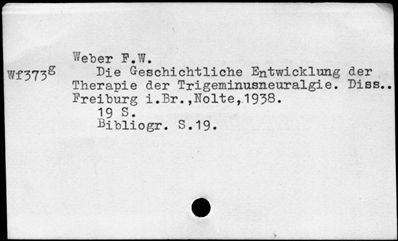 Weber F.W.
Wf373g Die Geschichtliche Entwicklung der
Therapie der Trigeminusneuralgie. Diss..
Freiburg i.Br.,Nolte,1938.
19 S.
Bibliogr. S.19.